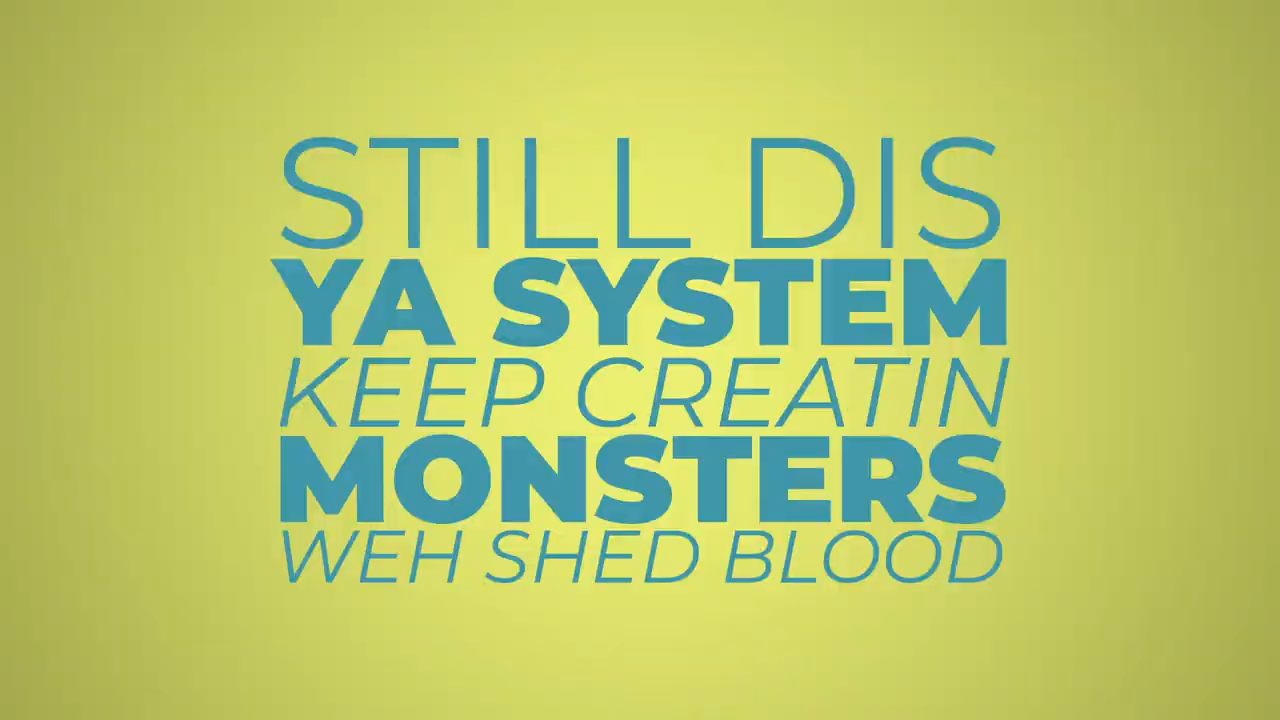 STILL DIS
YA SYSTEM
KEEP CREATIN
MONSTERS
WEH SHED BLOOD